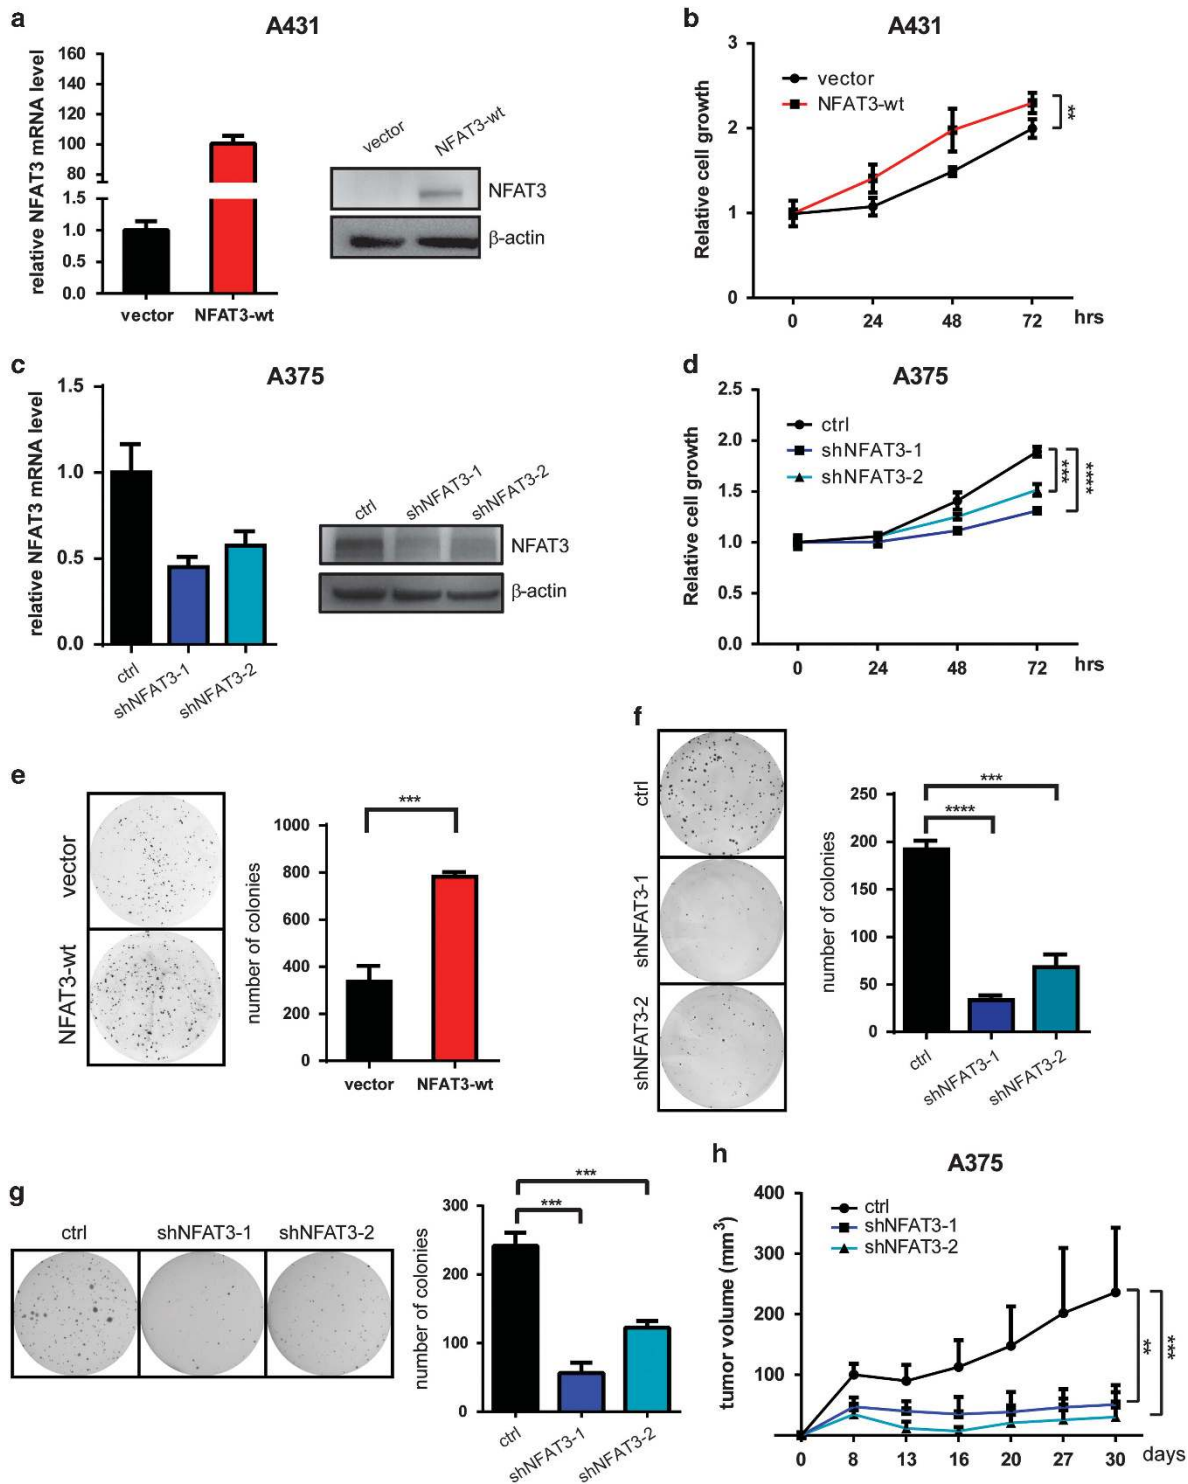 a
A431
relative NFAT3 mRNA level
160
140
120
100
80
1.5
1.0
0.5
0.0
vector NFAT3-wt
vector NFAT3-wt
NFAT3
β-actin
b
A431
Relative cell growth
3
2
1
0
vector
NFAT3-wt
**
0 24 48 72 hrs
c
A375
relative NFAT3 mRNA level
1.5
1.0
0.5
0.0
ctrl shNFAT3-1 shNFAT3-2
ctrl shNFAT3-1 shNFAT3-2
NFAT3
β-actin
d
A375
Relative cell growth
2.5
2.0
1.5
1.0
0.5
0.0
ctrl
shNFAT3-1
shNFAT3-2
***
****
0 24 48 72 hrs
e
vector
NFAT3-wt
number of colonies
1000
800
600
400
200
0
***
vector NFAT3-wt
f
ctrl
shNFAT3-1
shNFAT3-2
number of colonies
250
200
150
100
50
0
***
****
ctrl shNFAT3-1 shNFAT3-2
g
ctrl shNFAT3-1 shNFAT3-2
number of colonies
300
200
100
0
***
***
ctrl shNFAT3-1 shNFAT3-2
h
A375
tumor volume (mm³)
400
300
200
100
ctrl
shNFAT3-1
shNFAT3-2
**
***
0 8 13 16 20 27 30 days